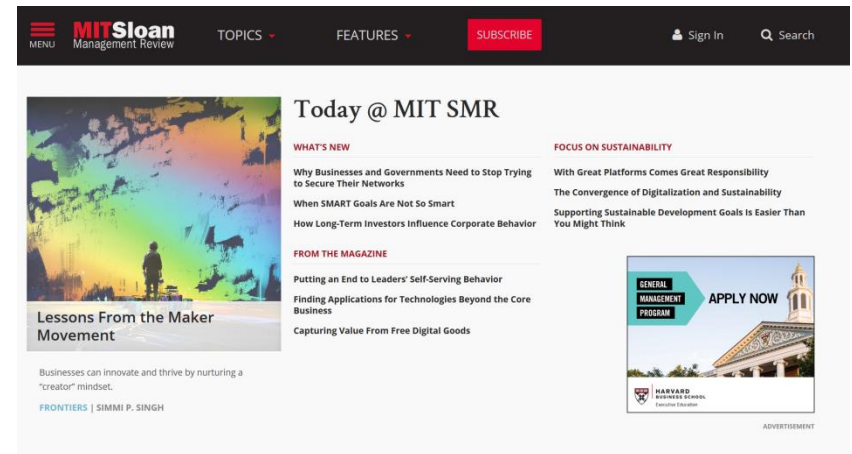 MENU
MITSloan
Management Review
TOPICS
FEATURES
SUBSCRIBE
Sign In
Search
Today @ MIT SMR
Lessons From the Maker
Movement
Businesses can innovate and thrive by nurturing a
"creator" mindset.
FRONTIERS | SIMMI P. SINGH
WHAT'S NEW
Why Businesses and Governments Need to Stop Trying
to Secure Their Networks
When SMART Goals Are Not So Smart
How Long-Term Investors Influence Corporate Behavior
FROM THE MAGAZINE
Putting an End to Leaders' Self-Serving Behavior
Finding Applications for Technologies Beyond the Core
Business
Capturing Value From Free Digital Goods
FOCUS ON SUSTAINABILITY
With Great Platforms Comes Great Responsibility
The Convergence of Digitalization and Sustainability
Supporting Sustainable Development Goals Is Easier Than
You Might Think
GENERAL
MANAGEMENT
PROGRAM
APPLY NOW
HARVARD
BUSINESS SCHOOL
Executive Education
ADVERTISEMENT